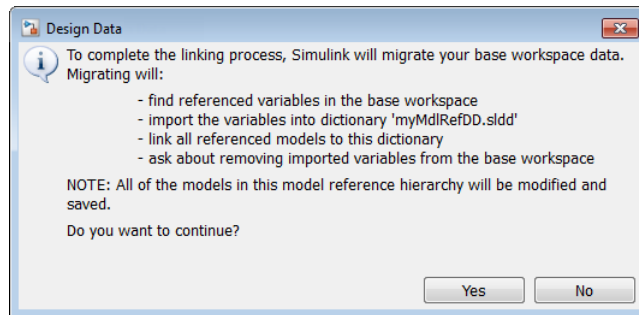 Design Data
To complete the linking process, Simulink will migrate your base workspace data.
Migrating will:
- find referenced variables in the base workspace
- import the variables into dictionary 'myMdlRefDD.sldd'
- link all referenced models to this dictionary
- ask about removing imported variables from the base workspace
NOTE: All of the models in this model reference hierarchy will be modified and
saved.
Do you want to continue?
Yes No